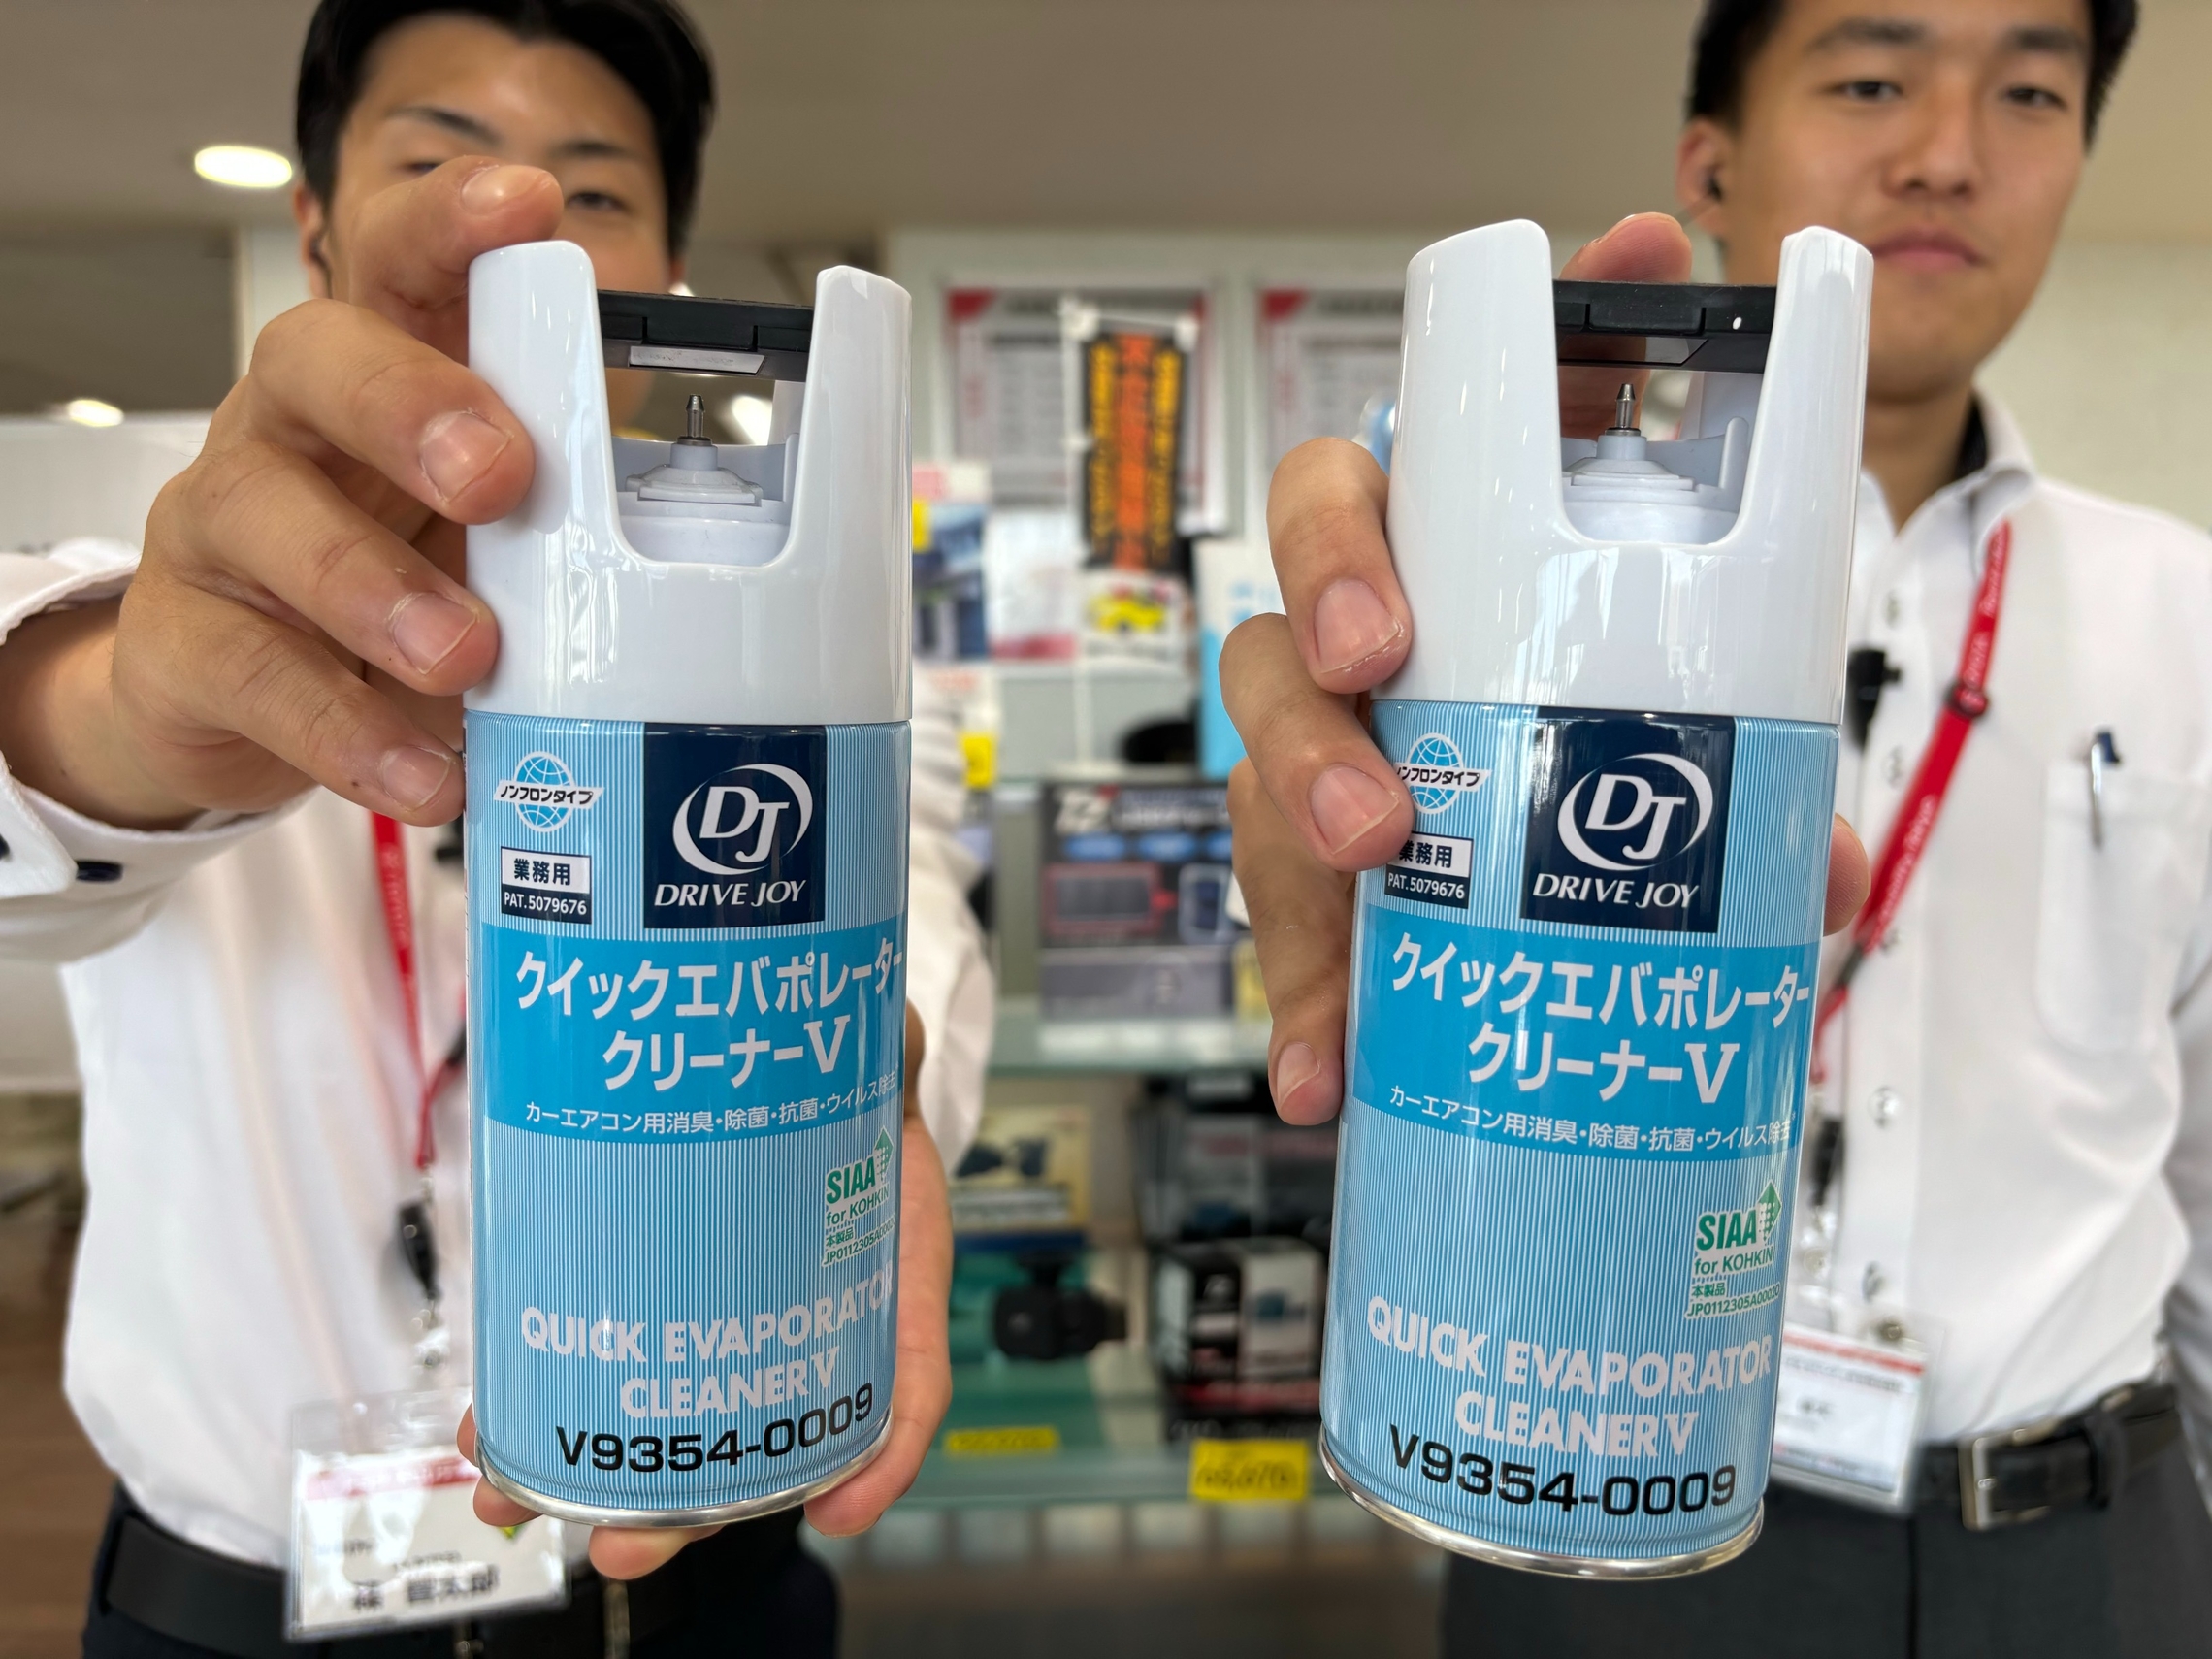 ノンフロンタイプ
業務用
PAT.5079676
DJ
DRIVE JOY
クイックエバポレーター
クリーナーV
カーエアコン用消臭・除菌・抗菌・ウイルス除去
SIAA
for KOHKIN
本製品
JP0112305A0002
QUICK EVAPORATOR
CLEANER V
V9354-0009
ノンフロンタイプ
業務用
PAT.5079676
DJ
DRIVE JOY
クイックエバポレーター
クリーナーV
カーエアコン用消臭・除菌・抗菌・ウイルス除去
SIAA
for KOHKIN
本製品
JP0112305A0002
QUICK EVAPORATOR
CLEANER V
V9354-0009